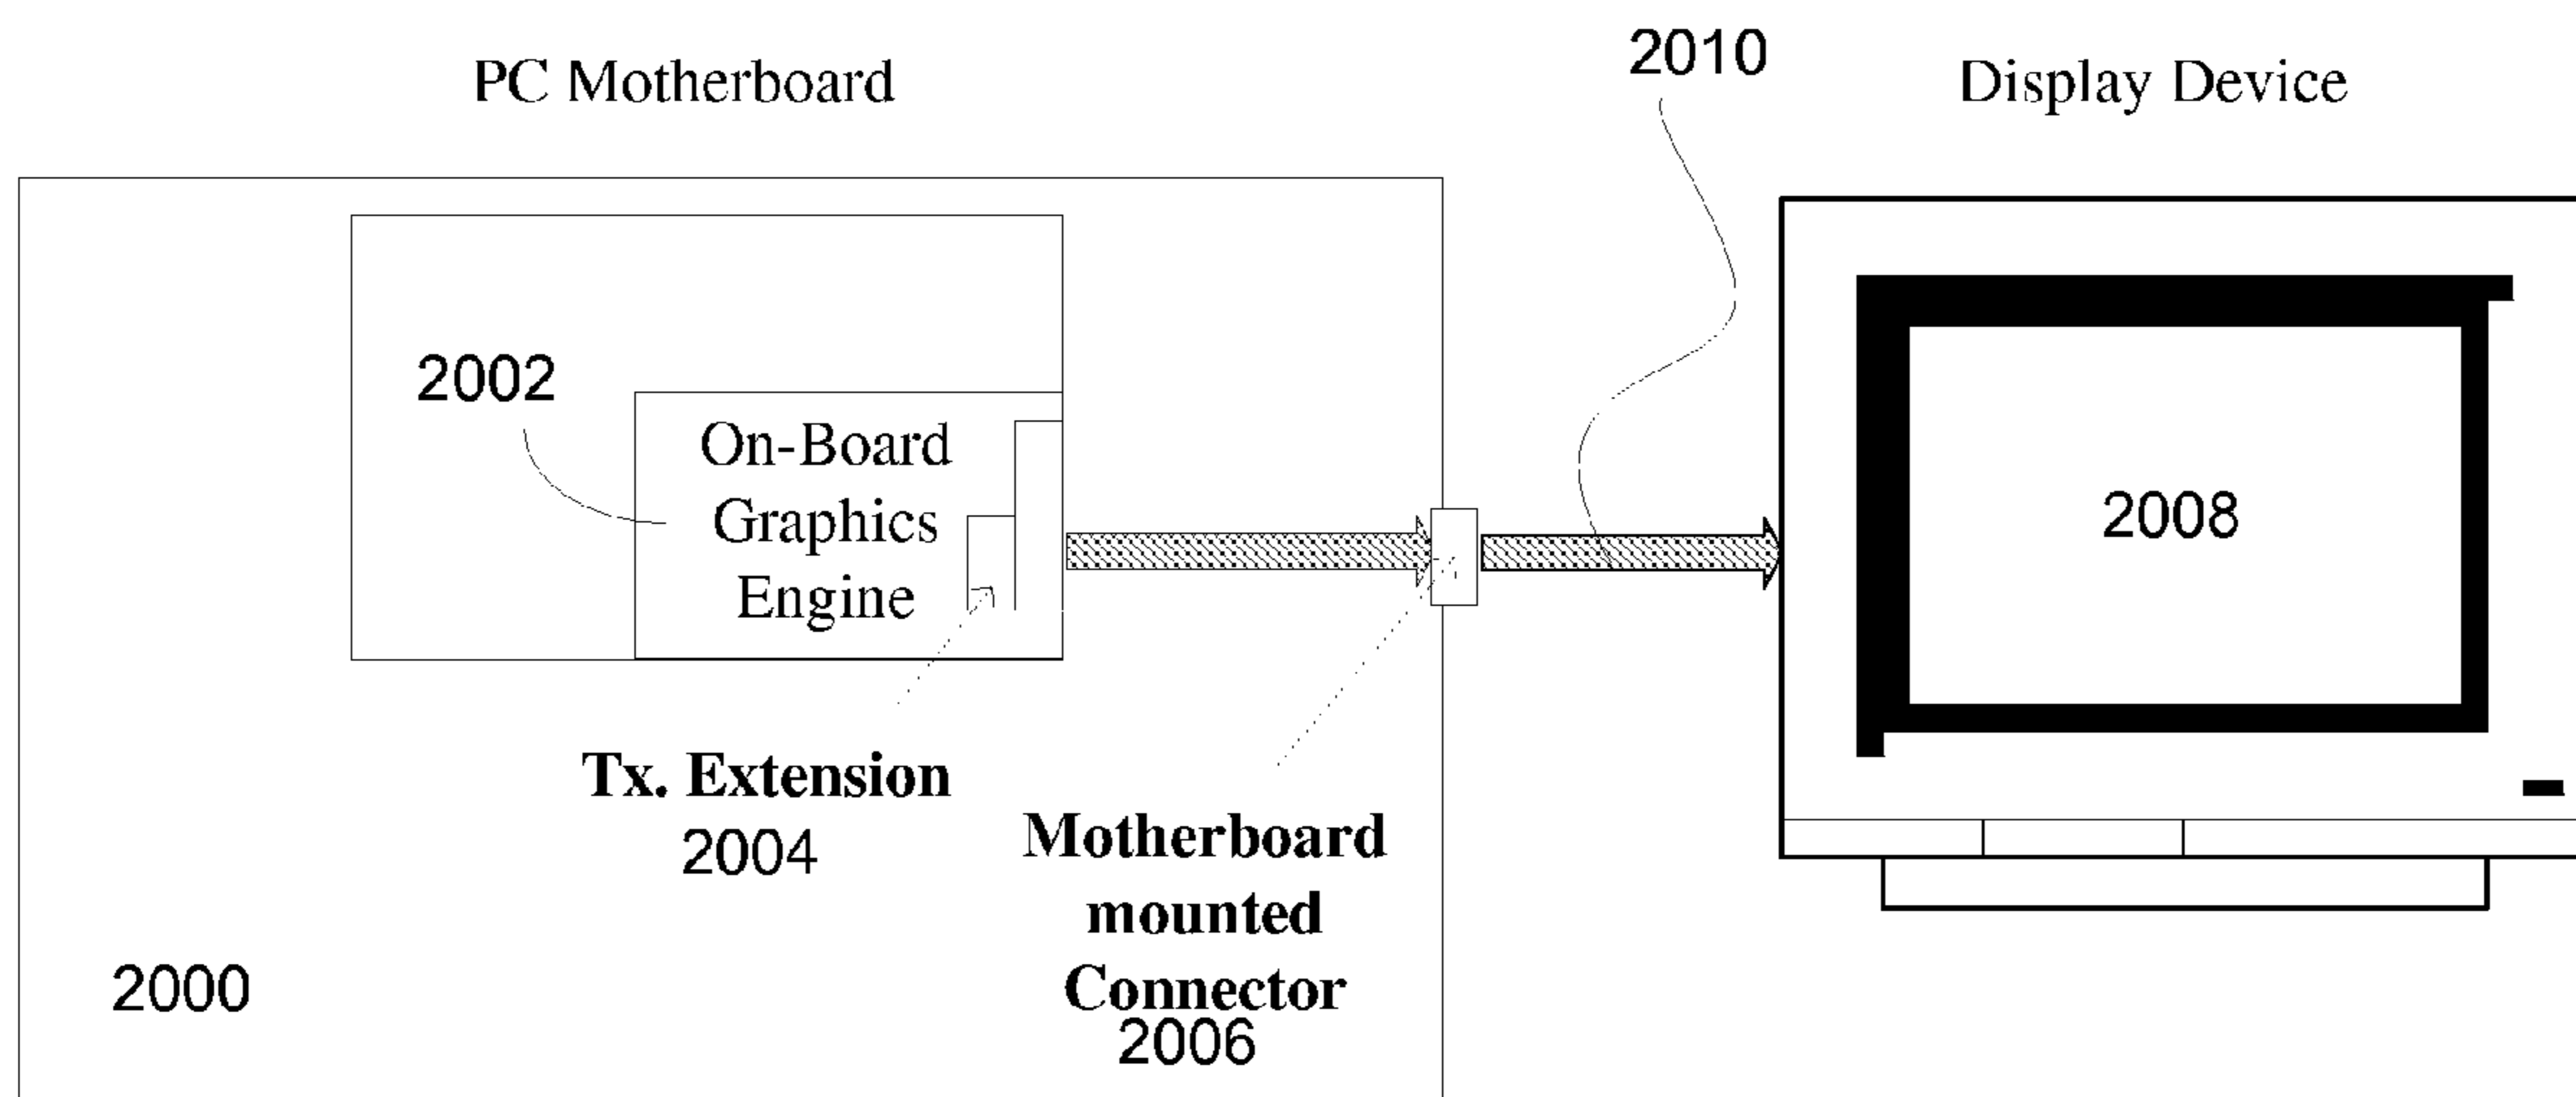 PC Motherboard
2010
Display Device
2002
On-Board
Graphics
Engine
2008
Tx. Extension
2004
Motherboard
mounted
Connector
2006
2000